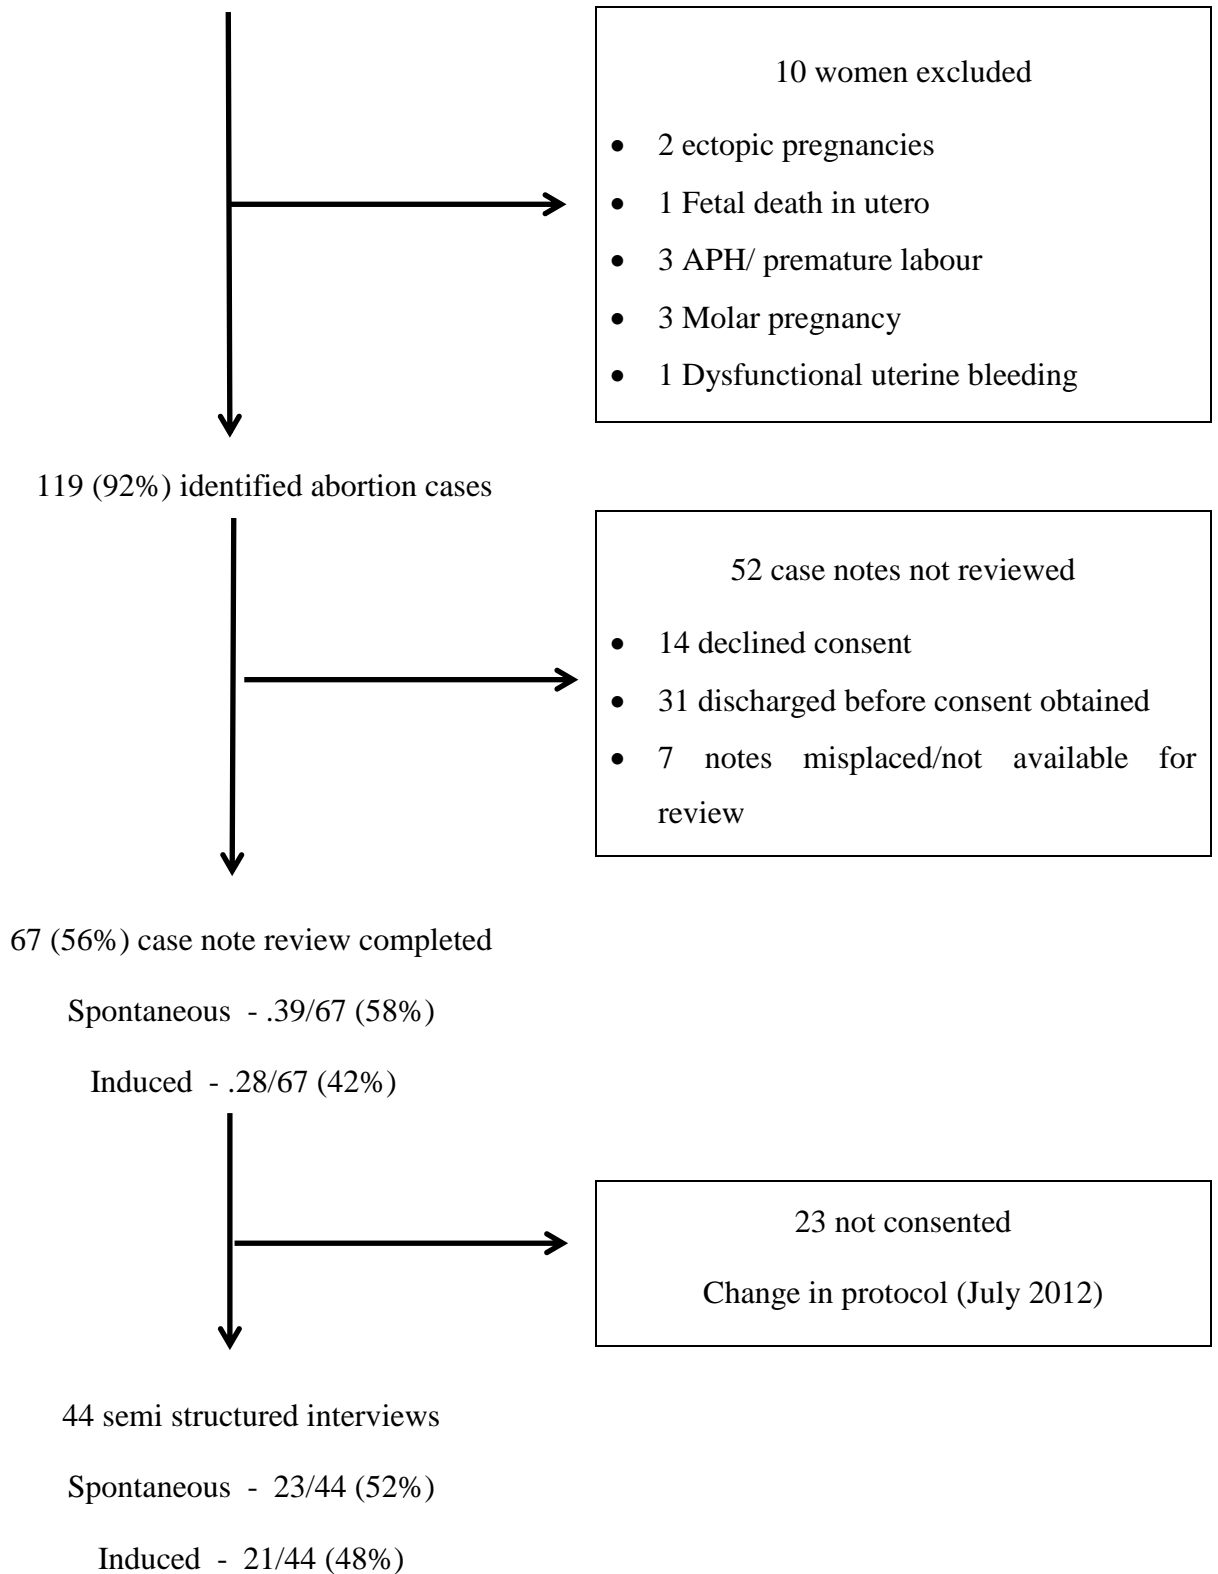 10 women excluded
• 2 ectopic pregnancies
• 1 Fetal death in utero
• 3 APH/ premature labour
• 3 Molar pregnancy
• 1 Dysfunctional uterine bleeding
119 (92%) identified abortion cases
52 case notes not reviewed
• 14 declined consent
• 31 discharged before consent obtained
• 7 notes misplaced/not available for
review
67 (56%) case note review completed
Spontaneous - .39/67 (58%)
Induced - .28/67 (42%)
23 not consented
Change in protocol (July 2012)
44 semi structured interviews
Spontaneous - 23/44 (52%)
Induced - 21/44 (48%)